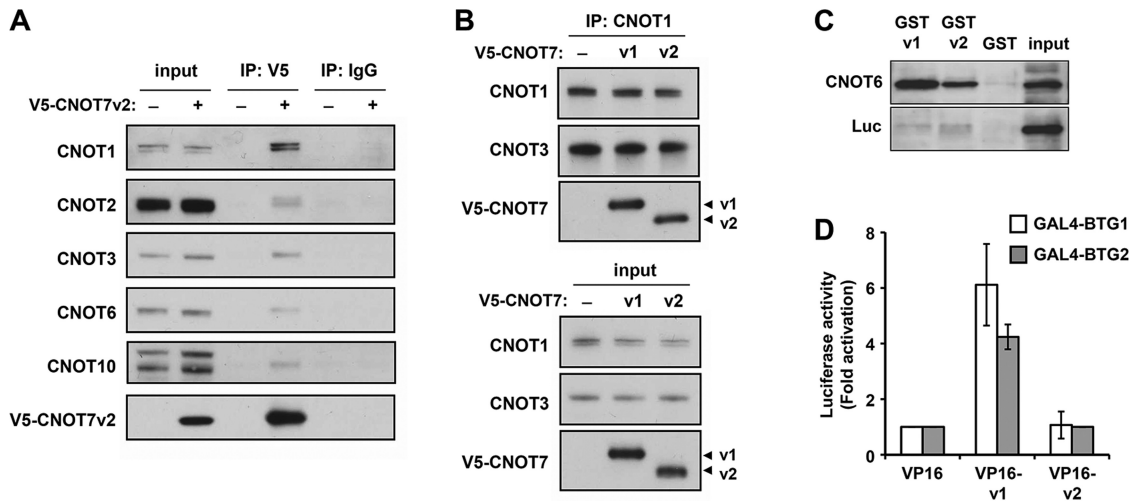 A
input IP: V5 IP: IgG
V5-CNOT7v2: – + – + – +
CNOT1
CNOT2
CNOT3
CNOT6
CNOT10
V5-CNOT7v2
B
IP: CNOT1
V5-CNOT7: – v1 v2
CNOT1
CNOT3
V5-CNOT7
v1
v2
input
V5-CNOT7: – v1 v2
CNOT1
CNOT3
V5-CNOT7
v1
v2
C
GST GST
v1 v2 GST input
CNOT6
Luc
D
GAL4-BTG1
GAL4-BTG2
Luciferase activity
(Fold activation)
8
6
4
2
0
VP16 VP16- VP16-
v1 v2